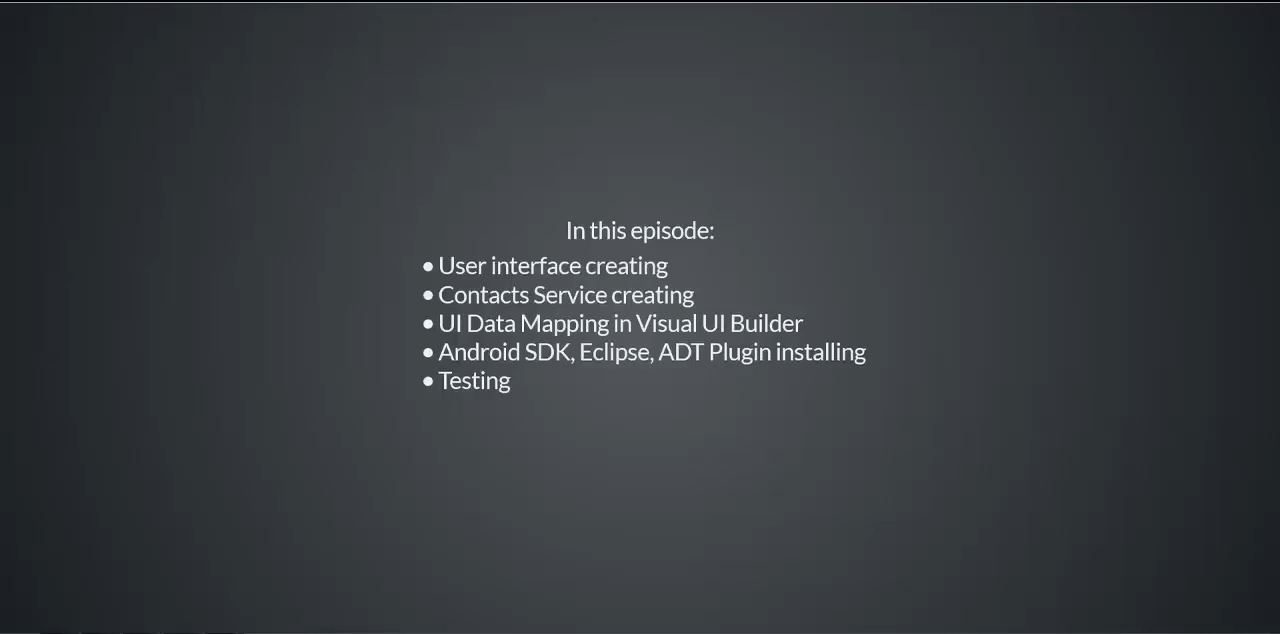 In this episode:
• User interface creating
• Contacts Service creating
• UI Data Mapping in Visual UI Builder
• Android SDK, Eclipse, ADT Plugin installing
• Testing